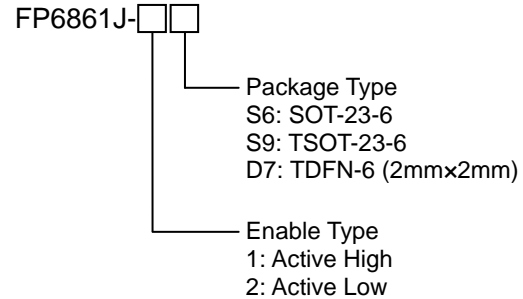 FP6861J-□□
Package Type
S6: SOT-23-6
S9: TSOT-23-6
D7: TDFN-6 (2mm×2mm)
Enable Type
1: Active High
2: Active Low